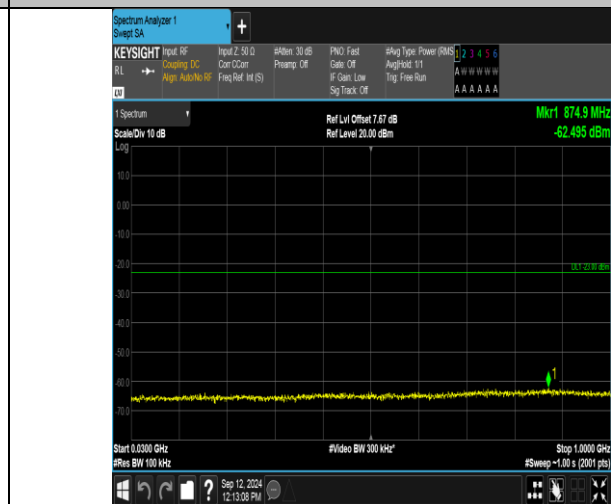 Spectrum Analyzer 1
Swept SA
+
KEYSIGHT Input: RF Input Z: 50 Ω #Atten: 30 dB PNO: Fast #Avg Type: Power (RMS 1 2 3 4 5 6
RL Coupling: DC Corr CCorr Preamp: Off Gate: Off Avg|Hold: 1/1 A W W W W W
Align: Auto/No RF Freq Ref: Int (S) IF Gain: Low Trig: Free Run
LXI Sig Track: Off A A A A A A
1 Spectrum Ref Lvl Offset 7.67 dB Mkr1 874.9 MHz
Scale/Div 10 dB Ref Level 20.00 dBm -62.495 dBm
Log
10.0
0.00
-10.0
-20.0
DL1 -23.00 dBm
-30.0
-40.0
-50.0
1
-60.0
-70.0
Start 0.0300 GHz #Video BW 300 kHz* Stop 1.0000 GHz
#Res BW 100 kHz #Sweep ~1.00 s (2001 pts)
? Sep 12, 2024
12:13:08 PM